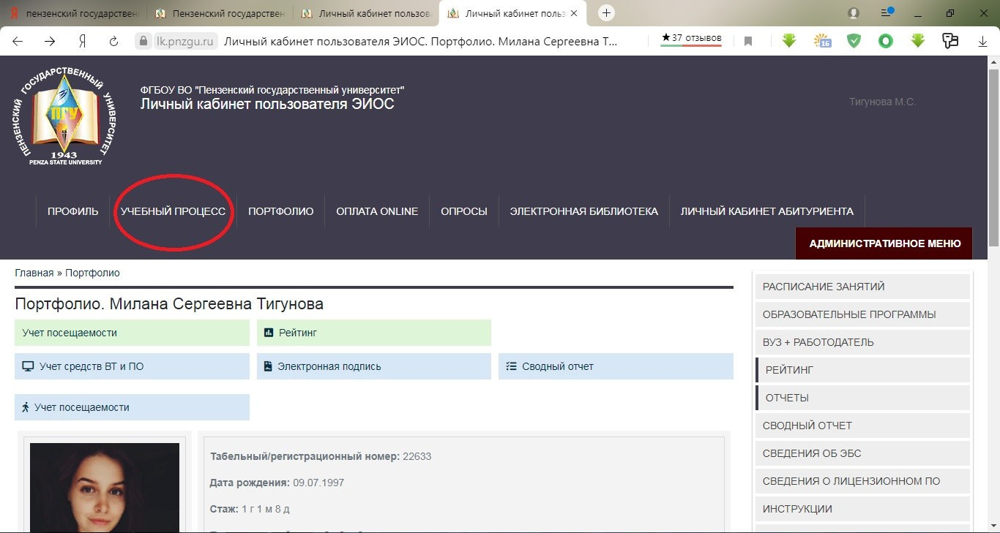 пензенский государствен
Пензенский государствен
Личный кабинет пользова
Личный кабинет польз
lk.pnzgu.ru
Личный кабинет пользователя ЭИОС. Портфолио. Милана Сергеевна Т...
★37 отзывов
16
ПЕНЗЕНСКИЙ ГОСУДАРСТВЕННЫЙ УНИВЕРСИТЕТ
ПГУ
1943
PENZA STATE UNIVERSITY
ФГБОУ ВО "Пензенский государственный университет"
Личный кабинет пользователя ЭИОС
Тигунова М.С.
ПРОФИЛЬ
УЧЕБНЫЙ ПРОЦЕСС
ПОРТФОЛИО
ОПЛАТА ONLINE
ОПРОСЫ
ЭЛЕКТРОННАЯ БИБЛИОТЕКА
ЛИЧНЫЙ КАБИНЕТ АБИТУРИЕНТА
АДМИНИСТРАТИВНОЕ МЕНЮ
Главная » Портфолио
Портфолио. Милана Сергеевна Тигунова
Учет посещаемости
Рейтинг
Учет средств ВТ и ПО
Электронная подпись
Сводный отчет
Учет посещаемости
Табельный/регистрационный номер: 22633
Дата рождения: 09.07.1997
Стаж: 1 г 1 м 8 д
РАСПИСАНИЕ ЗАНЯТИЙ
ОБРАЗОВАТЕЛЬНЫЕ ПРОГРАММЫ
ВУЗ + РАБОТОДАТЕЛЬ
РЕЙТИНГ
ОТЧЕТЫ
СВОДНЫЙ ОТЧЕТ
СВЕДЕНИЯ ОБ ЭБС
СВЕДЕНИЯ О ЛИЦЕНЗИОННОМ ПО
ИНСТРУКЦИИ